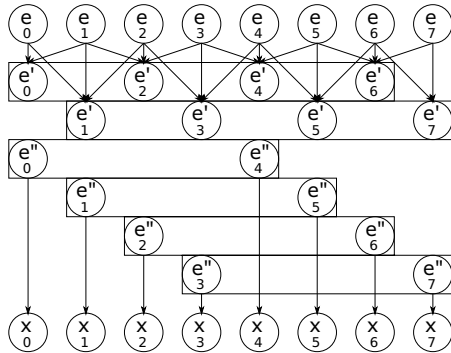 e e e e e e e e
0 1 2 3 4 5 6 7
e' e' e' e'
0 2 4 6
e' e' e' e'
1 3 5 7
e" e"
0 4
e" e"
1 5
e" e"
2 6
e" e"
3 7
x x x x x x x x
0 1 2 3 4 5 6 7